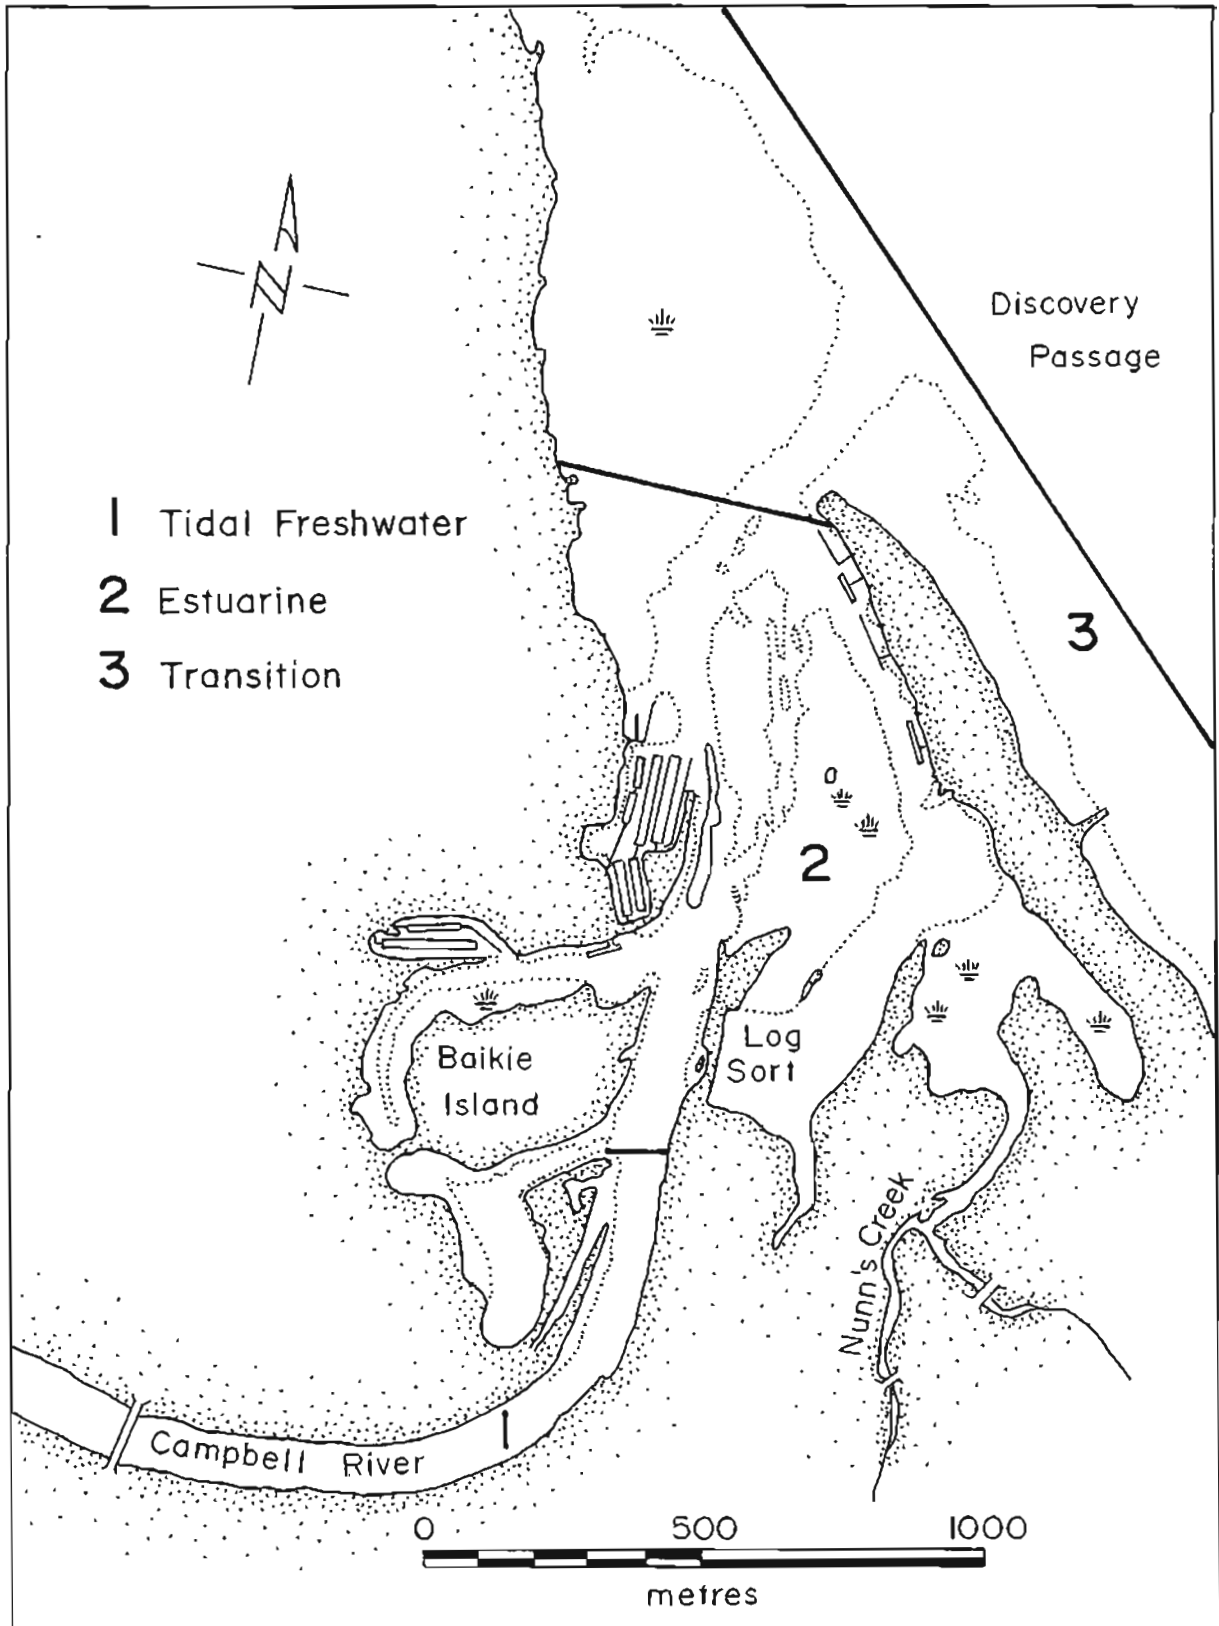 N
Discovery
Passage
1 Tidal Freshwater
2 Estuarine
3 Transition
3
2
Log
Sort
Baikie
Island
Nunn's Creek
1
Campbell River
0 500 1000
metres